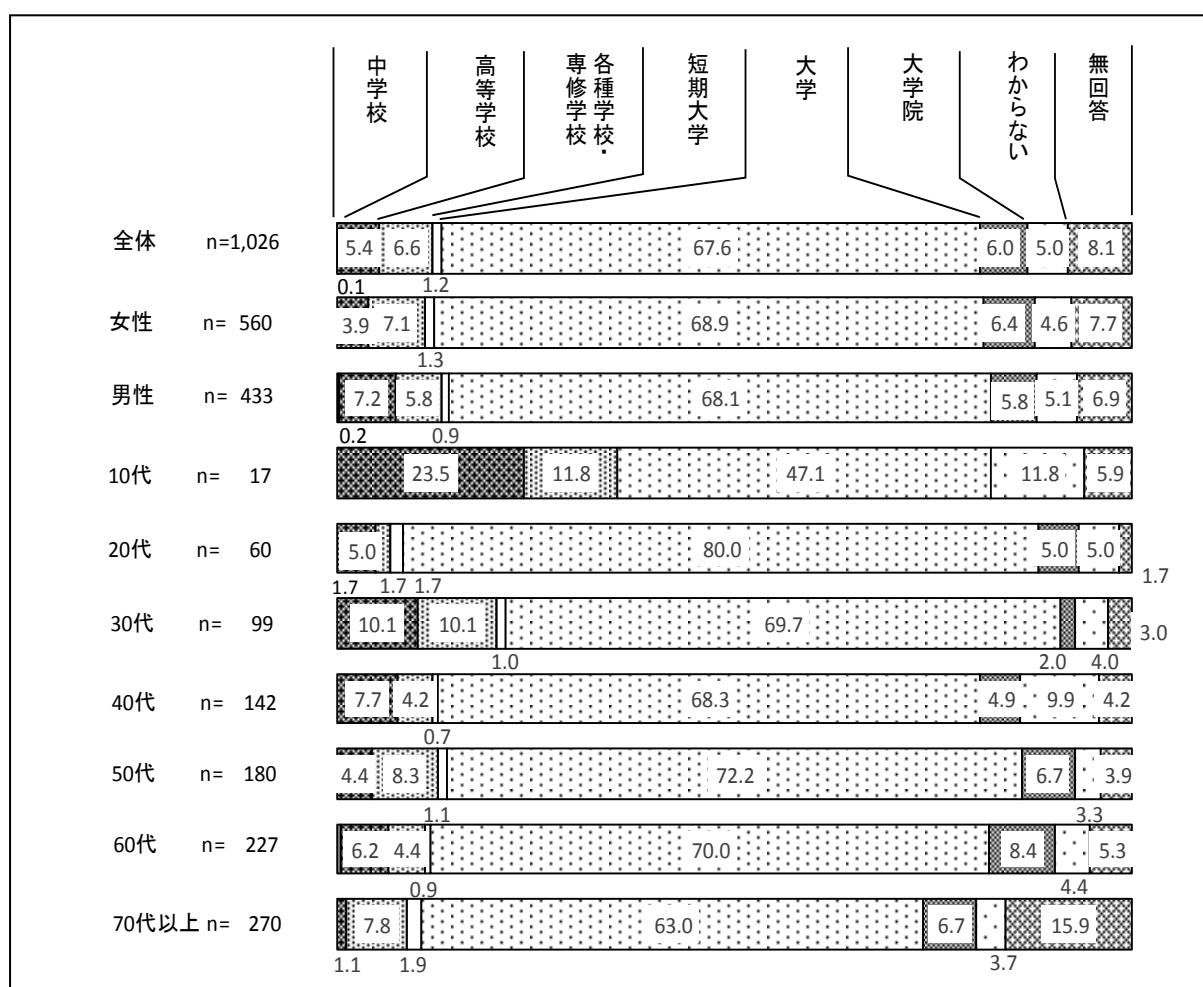 中学校
高等学校
各種学校・
専修学校
短期大学
大学
大学院
わからない
無回答
全体 n=1,026 5.4 6.6 67.6 6.0 5.0 8.1
0.1 1.2
女性 n= 560 3.9 7.1 68.9 6.4 4.6 7.7
1.3
男性 n= 433 7.2 5.8 68.1 5.8 5.1 6.9
0.2 0.9
10代 n= 17 23.5 11.8 47.1 11.8 5.9
20代 n= 60 5.0 80.0 5.0 5.0 1.7
1.7 1.7 1.7
30代 n= 99 10.1 10.1 69.7 3.0
1.0 2.0 4.0
40代 n= 142 7.7 4.2 68.3 4.9 9.9 4.2
0.7
50代 n= 180 4.4 8.3 72.2 6.7 3.9
1.1 3.3
60代 n= 227 6.2 4.4 70.0 8.4 5.3
0.9 4.4
70代以上 n= 270 7.8 63.0 6.7 15.9
1.1 1.9 3.7